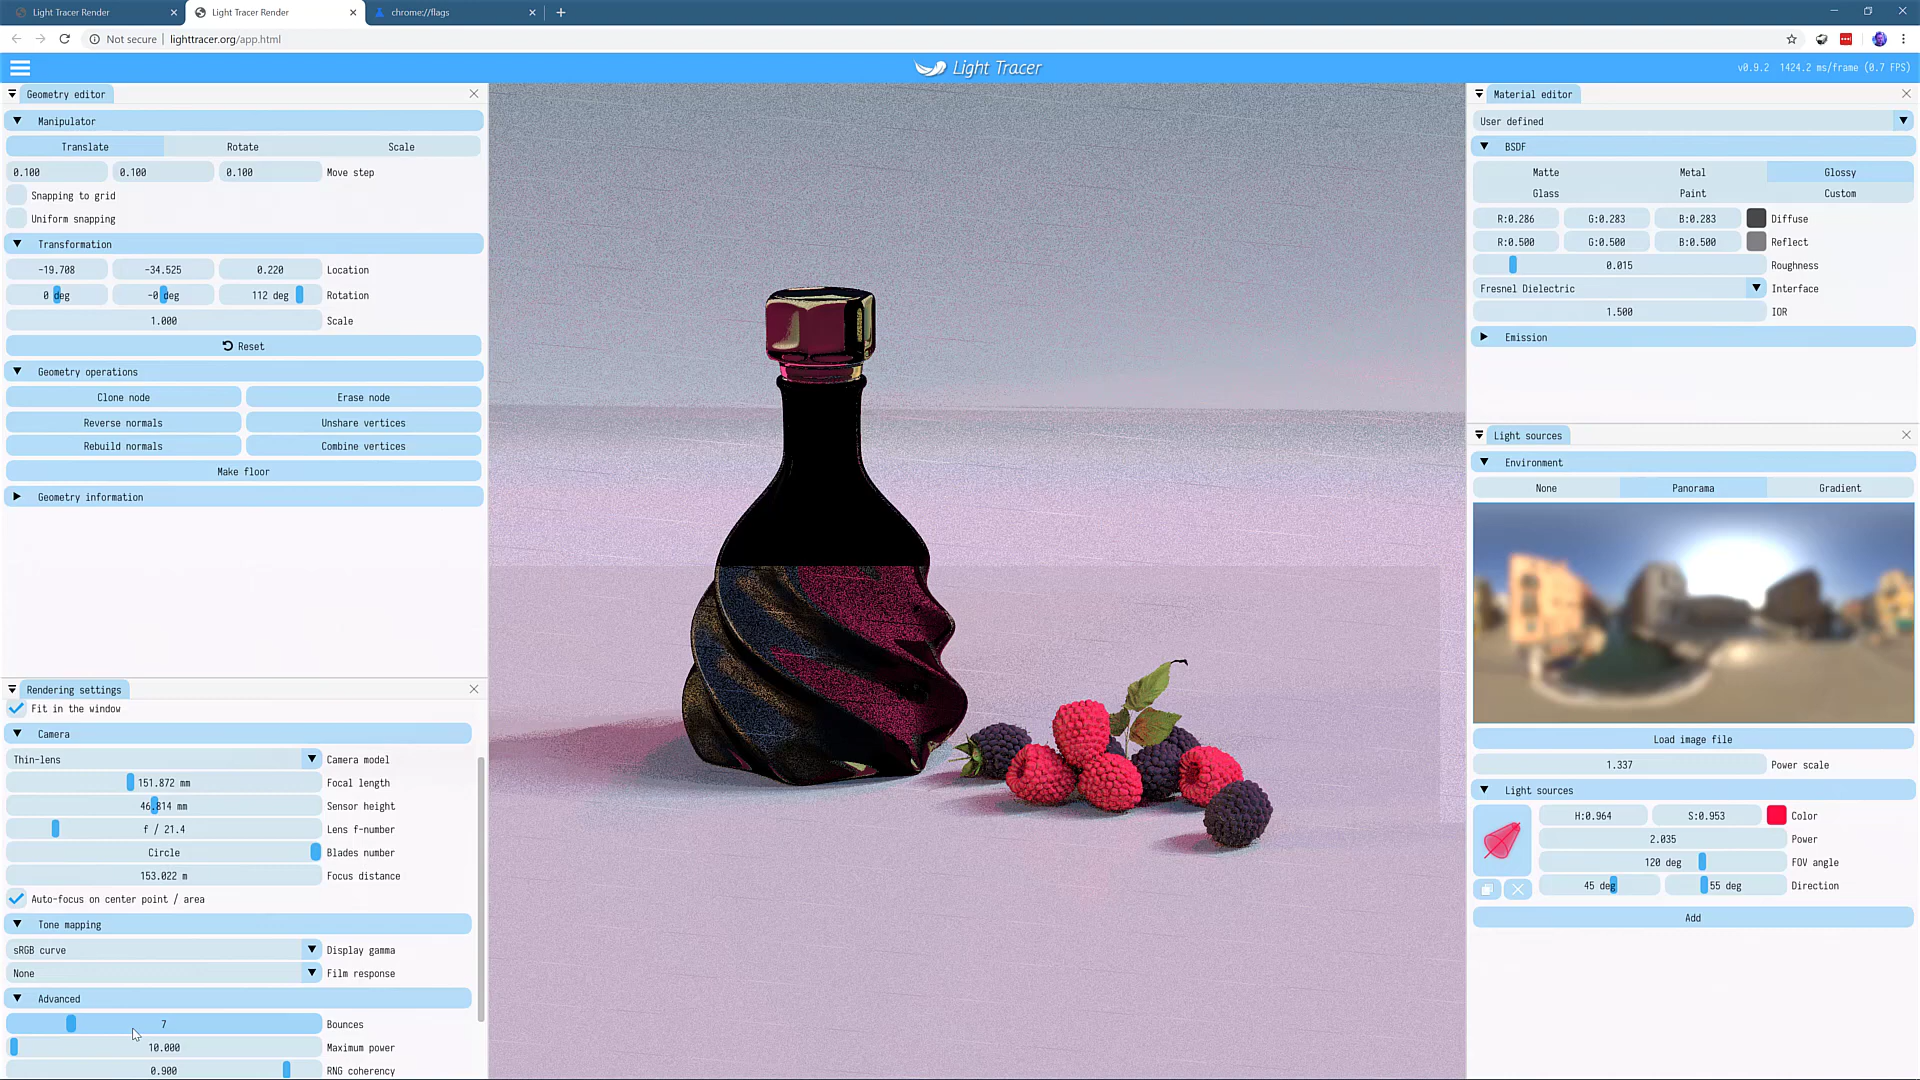 Light Tracer Render
Light Tracer Render
chrome://flags
Not secure | lighttracer.org/app.html
Light Tracer
v0.9.2 1424.2 ms/frame (0.7 FPS)
Geometry editor
Manipulator
Translate Rotate Scale
0.100 0.100 0.100 Move step
Snapping to grid
Uniform snapping
Transformation
-19.708 -34.525 0.220 Location
0 deg -0 deg 112 deg Rotation
1.000 Scale
Reset
Geometry operations
Clone node Erase node
Reverse normals Unshare vertices
Rebuild normals Combine vertices
Make floor
Geometry information
Rendering settings
Fit in the window
Camera
Thin-lens Camera model
151.872 mm Focal length
46.814 mm Sensor height
f / 21.4 Lens f-number
Circle Blades number
153.022 m Focus distance
Auto-focus on center point / area
Tone mapping
sRGB curve Display gamma
None Film response
Advanced
7 Bounces
10.000 Maximum power
0.900 RNG coherency
Material editor
User defined
BSDF
Matte Metal Glossy
Glass Paint Custom
R:0.286 G:0.283 B:0.283 Diffuse
R:0.500 G:0.500 B:0.500 Reflect
0.015 Roughness
Fresnel Dielectric Interface
1.500 IOR
Emission
Light sources
Environment
None Panorama Gradient
Load image file
1.337 Power scale
Light sources
H:0.964 S:0.953 Color
2.035 Power
120 deg FOV angle
45 deg 55 deg Direction
Add